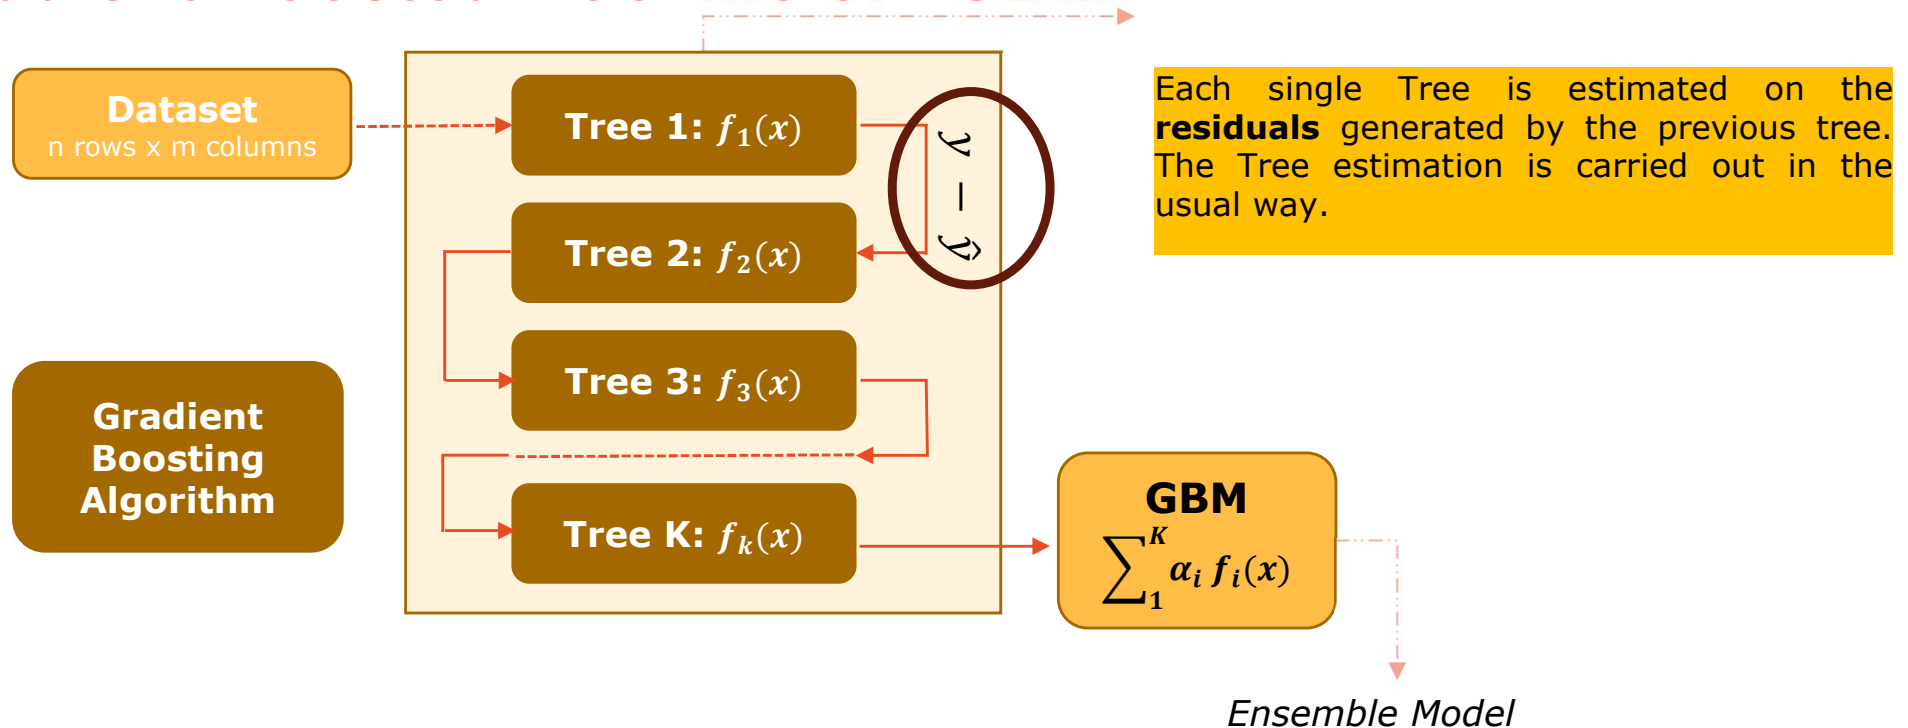 Dataset
n rows x m columns
Tree 1: f₁(x)
y − ŷ
Tree 2: f₂(x)
Tree 3: f₃(x)
Tree K: fₖ(x)
Each single Tree is estimated on the
residuals generated by the previous tree.
The Tree estimation is carried out in the
usual way.
Gradient
Boosting
Algorithm
GBM
∑₁ᴷ αᵢ fᵢ(x)
Ensemble Model